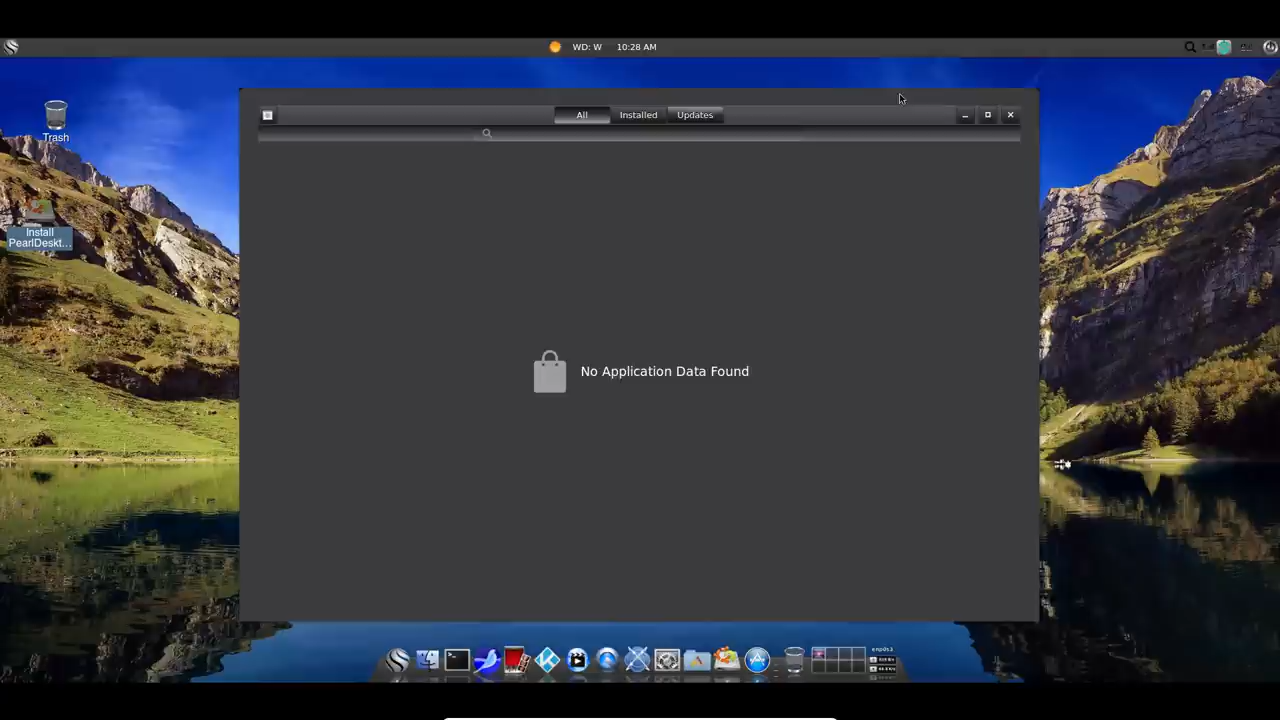 WD: W 10:28 AM
Trash
Install
PearlDeskt...
All Installed Updates
No Application Data Found